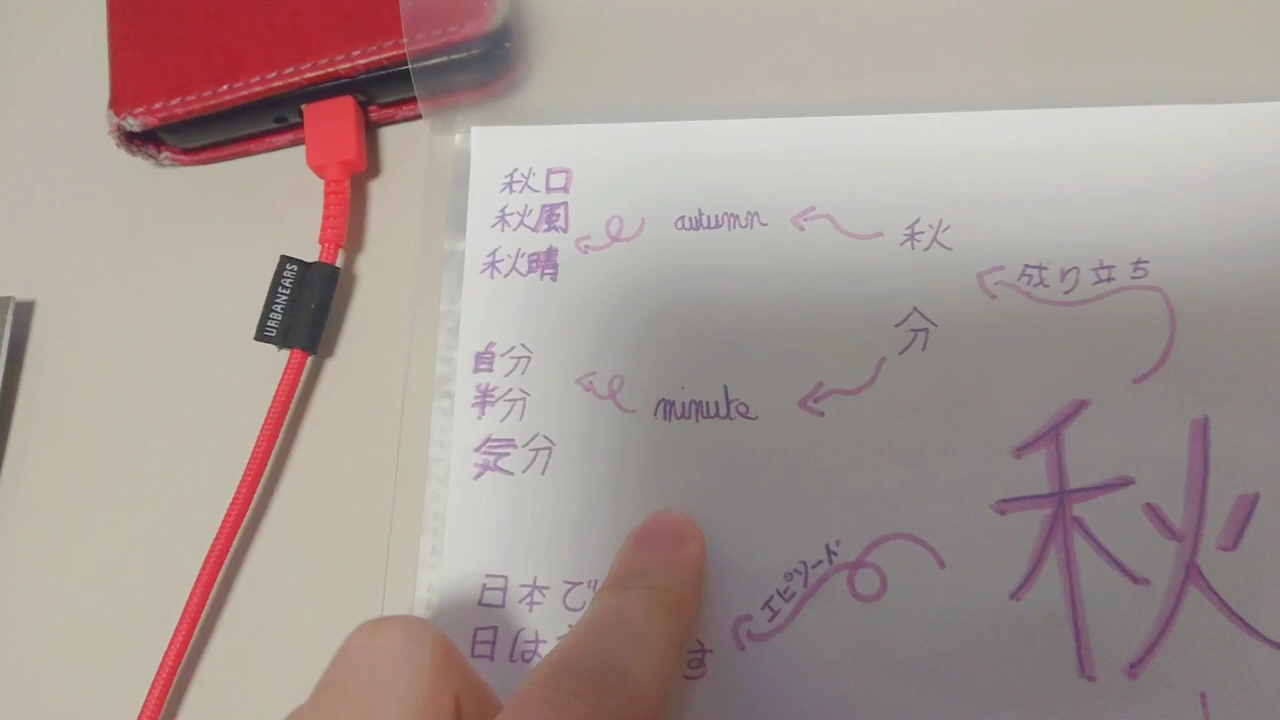 秋口
秋風
秋晴
autumn
秋
成り立ち
自分
半分
気分
minute
分
秋
エピソード
日本で
日は
す
URBANEARS